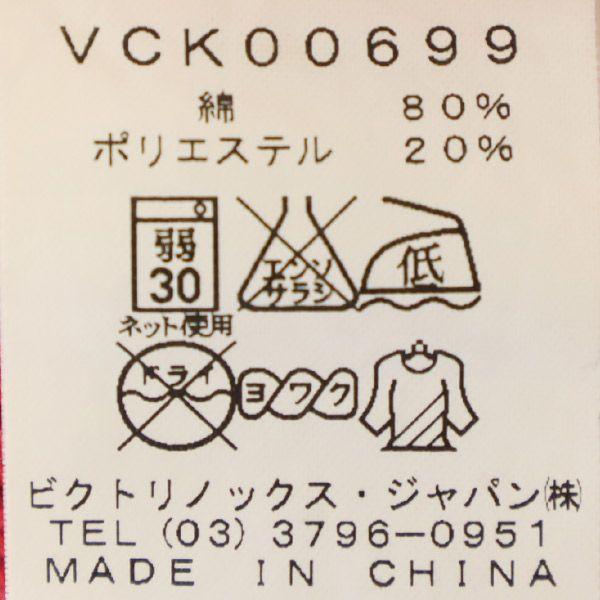 VCK00699
綿 80%
ポリエステル 20%
弱
30
エンソ
サラシ
低
ネット使用
ドライ
ヨワク
ビクトリノックス・ジャパン㈱
TEL (03) 3796-0951
MADE IN CHINA